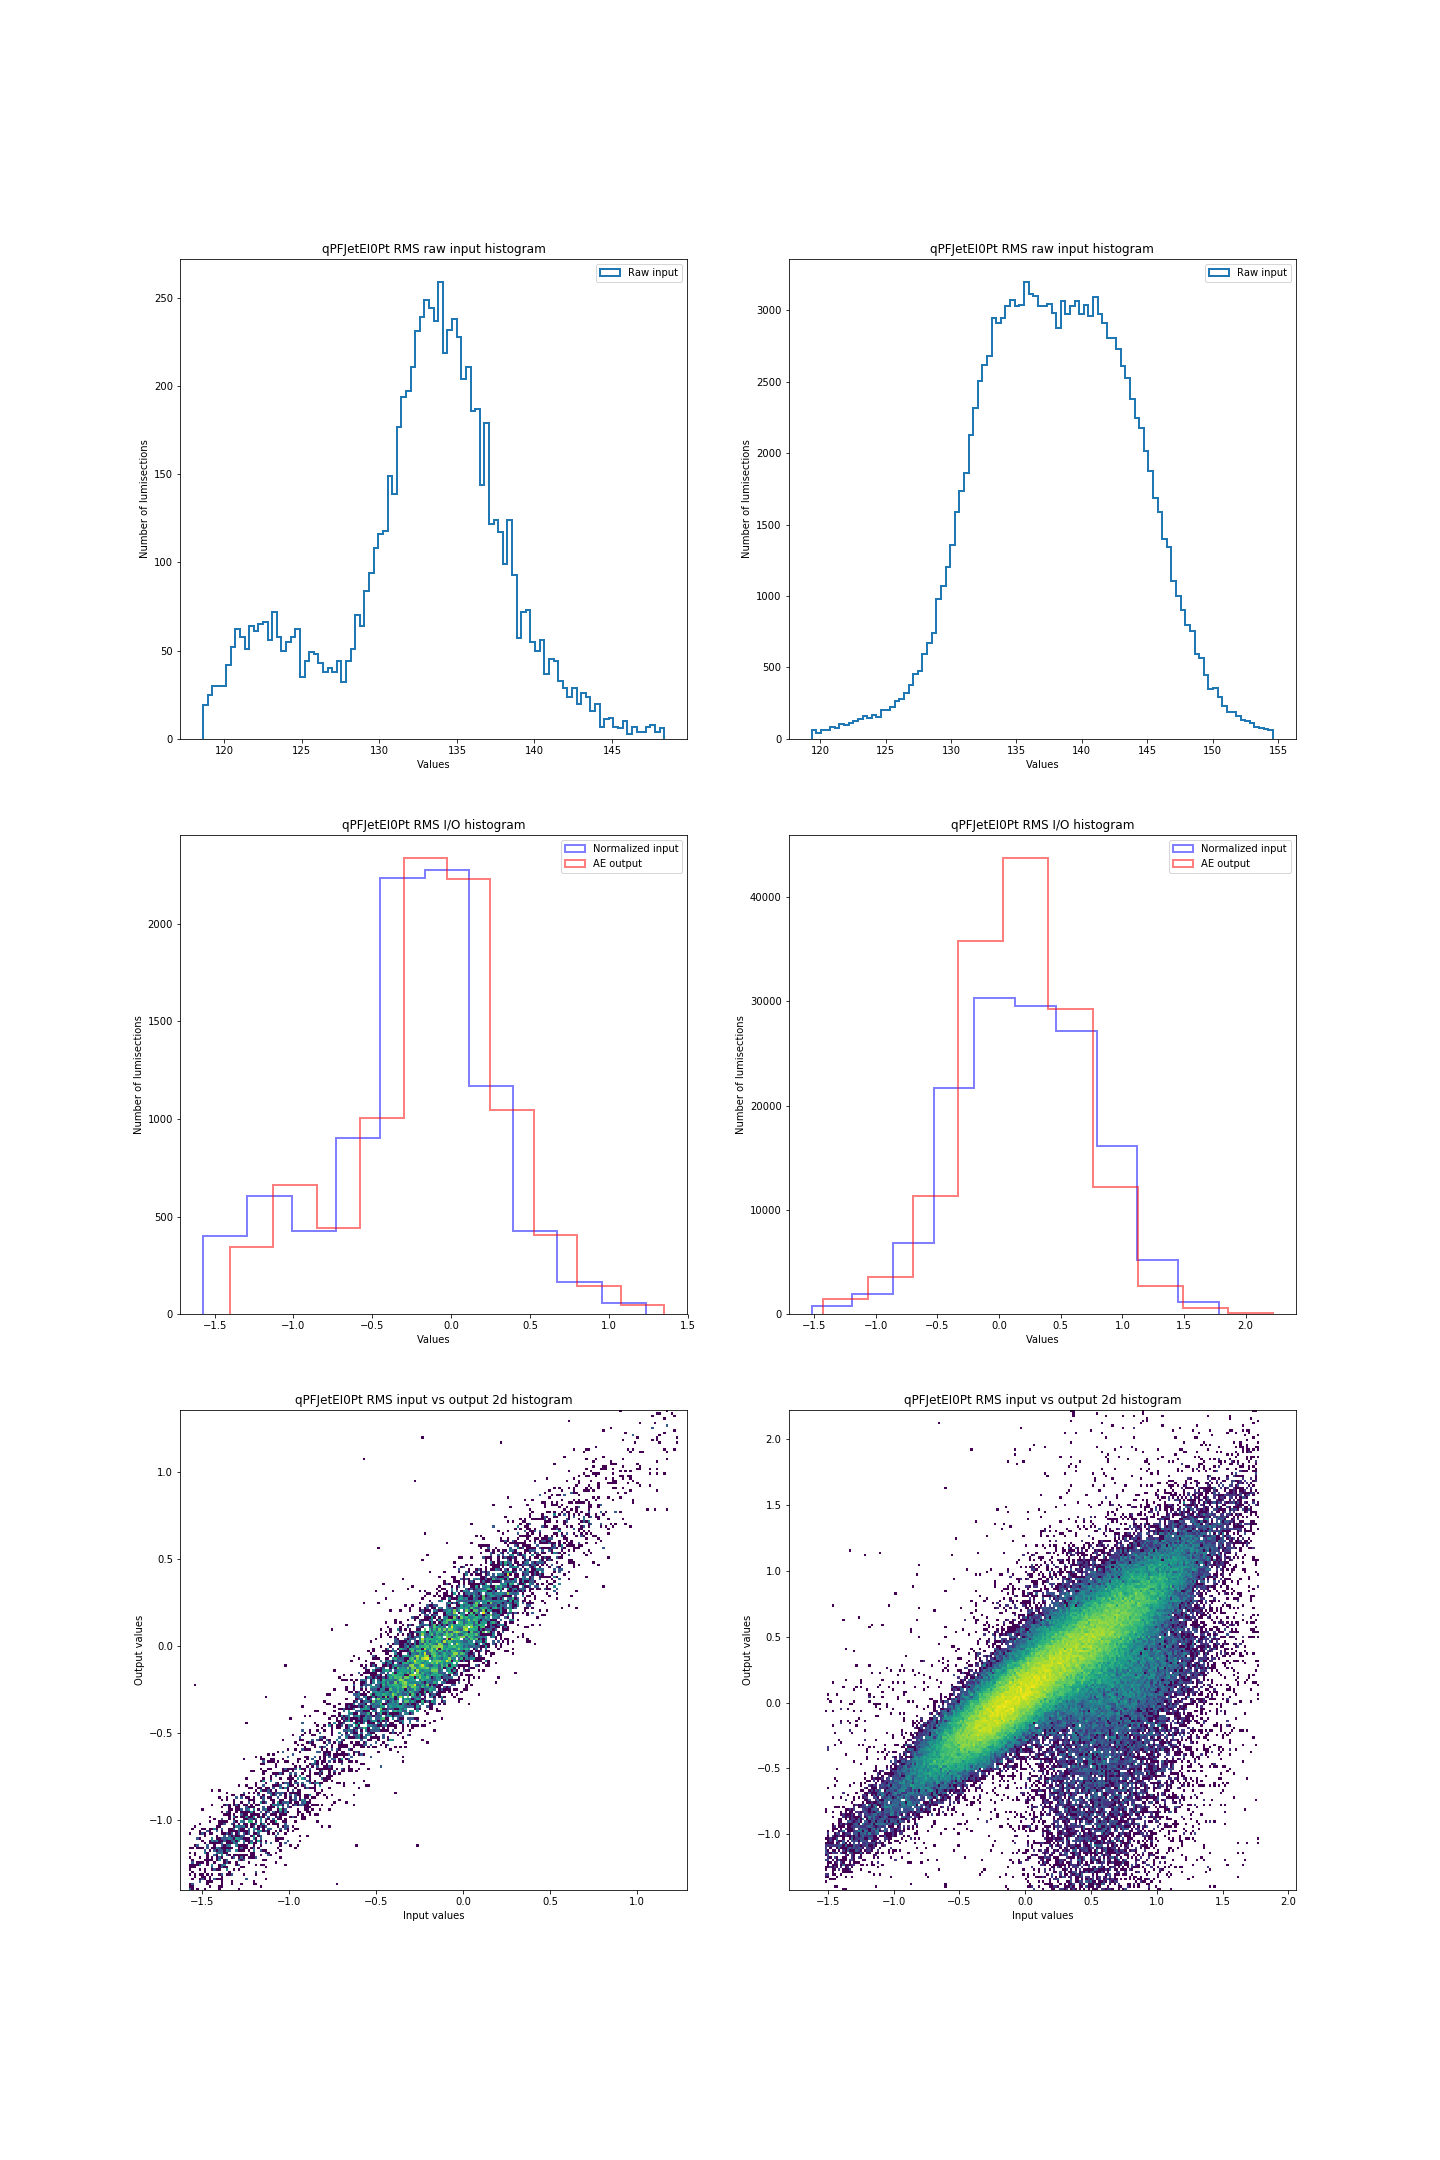 qPFJetEI0Pt RMS raw input histogram
Raw input
Number of lumisections
250
200
150
100
50
0
120 125 130 135 140 145
Values
qPFJetEI0Pt RMS raw input histogram
Raw input
Number of lumisections
3000
2500
2000
1500
1000
500
0
120 125 130 135 140 145 150 155
Values
qPFJetEI0Pt RMS I/O histogram
Normalized input
AE output
Number of lumisections
2000
1500
1000
500
0
−1.5 −1.0 −0.5 0.0 0.5 1.0 1.5
Values
qPFJetEI0Pt RMS I/O histogram
Normalized input
AE output
Number of lumisections
40000
30000
20000
10000
0
−1.5 −1.0 −0.5 0.0 0.5 1.0 1.5 2.0
Values
qPFJetEI0Pt RMS input vs output 2d histogram
Output values
1.0
0.5
0.0
−0.5
−1.0
−1.5 −1.0 −0.5 0.0 0.5 1.0
Input values
qPFJetEI0Pt RMS input vs output 2d histogram
Output values
2.0
1.5
1.0
0.5
0.0
−0.5
−1.0
−1.5 −1.0 −0.5 0.0 0.5 1.0 1.5 2.0
Input values